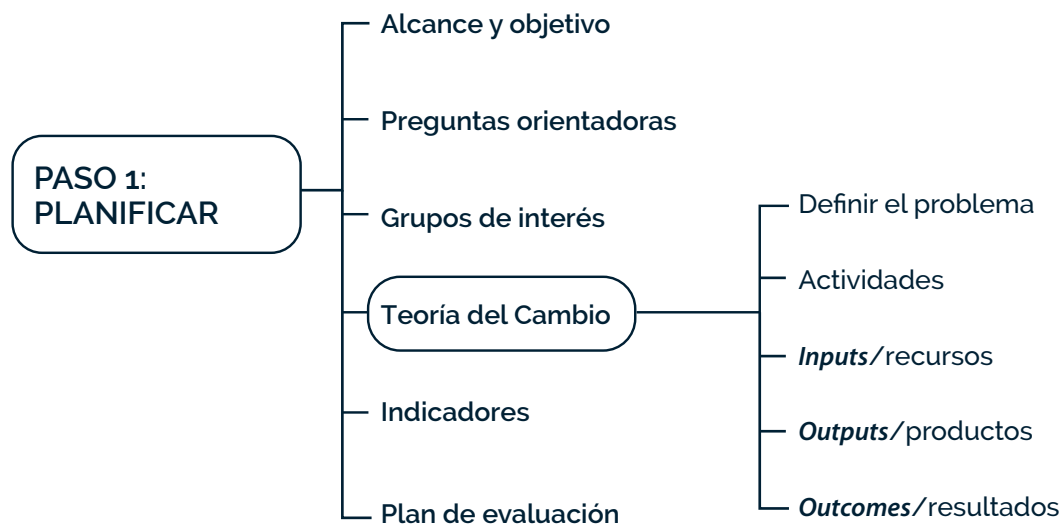 PASO 1:
PLANIFICAR
Alcance y objetivo
Preguntas orientadoras
Grupos de interés
Teoría del Cambio
Indicadores
Plan de evaluación
Definir el problema
Actividades
Inputs/recursos
Outputs/productos
Outcomes/resultados